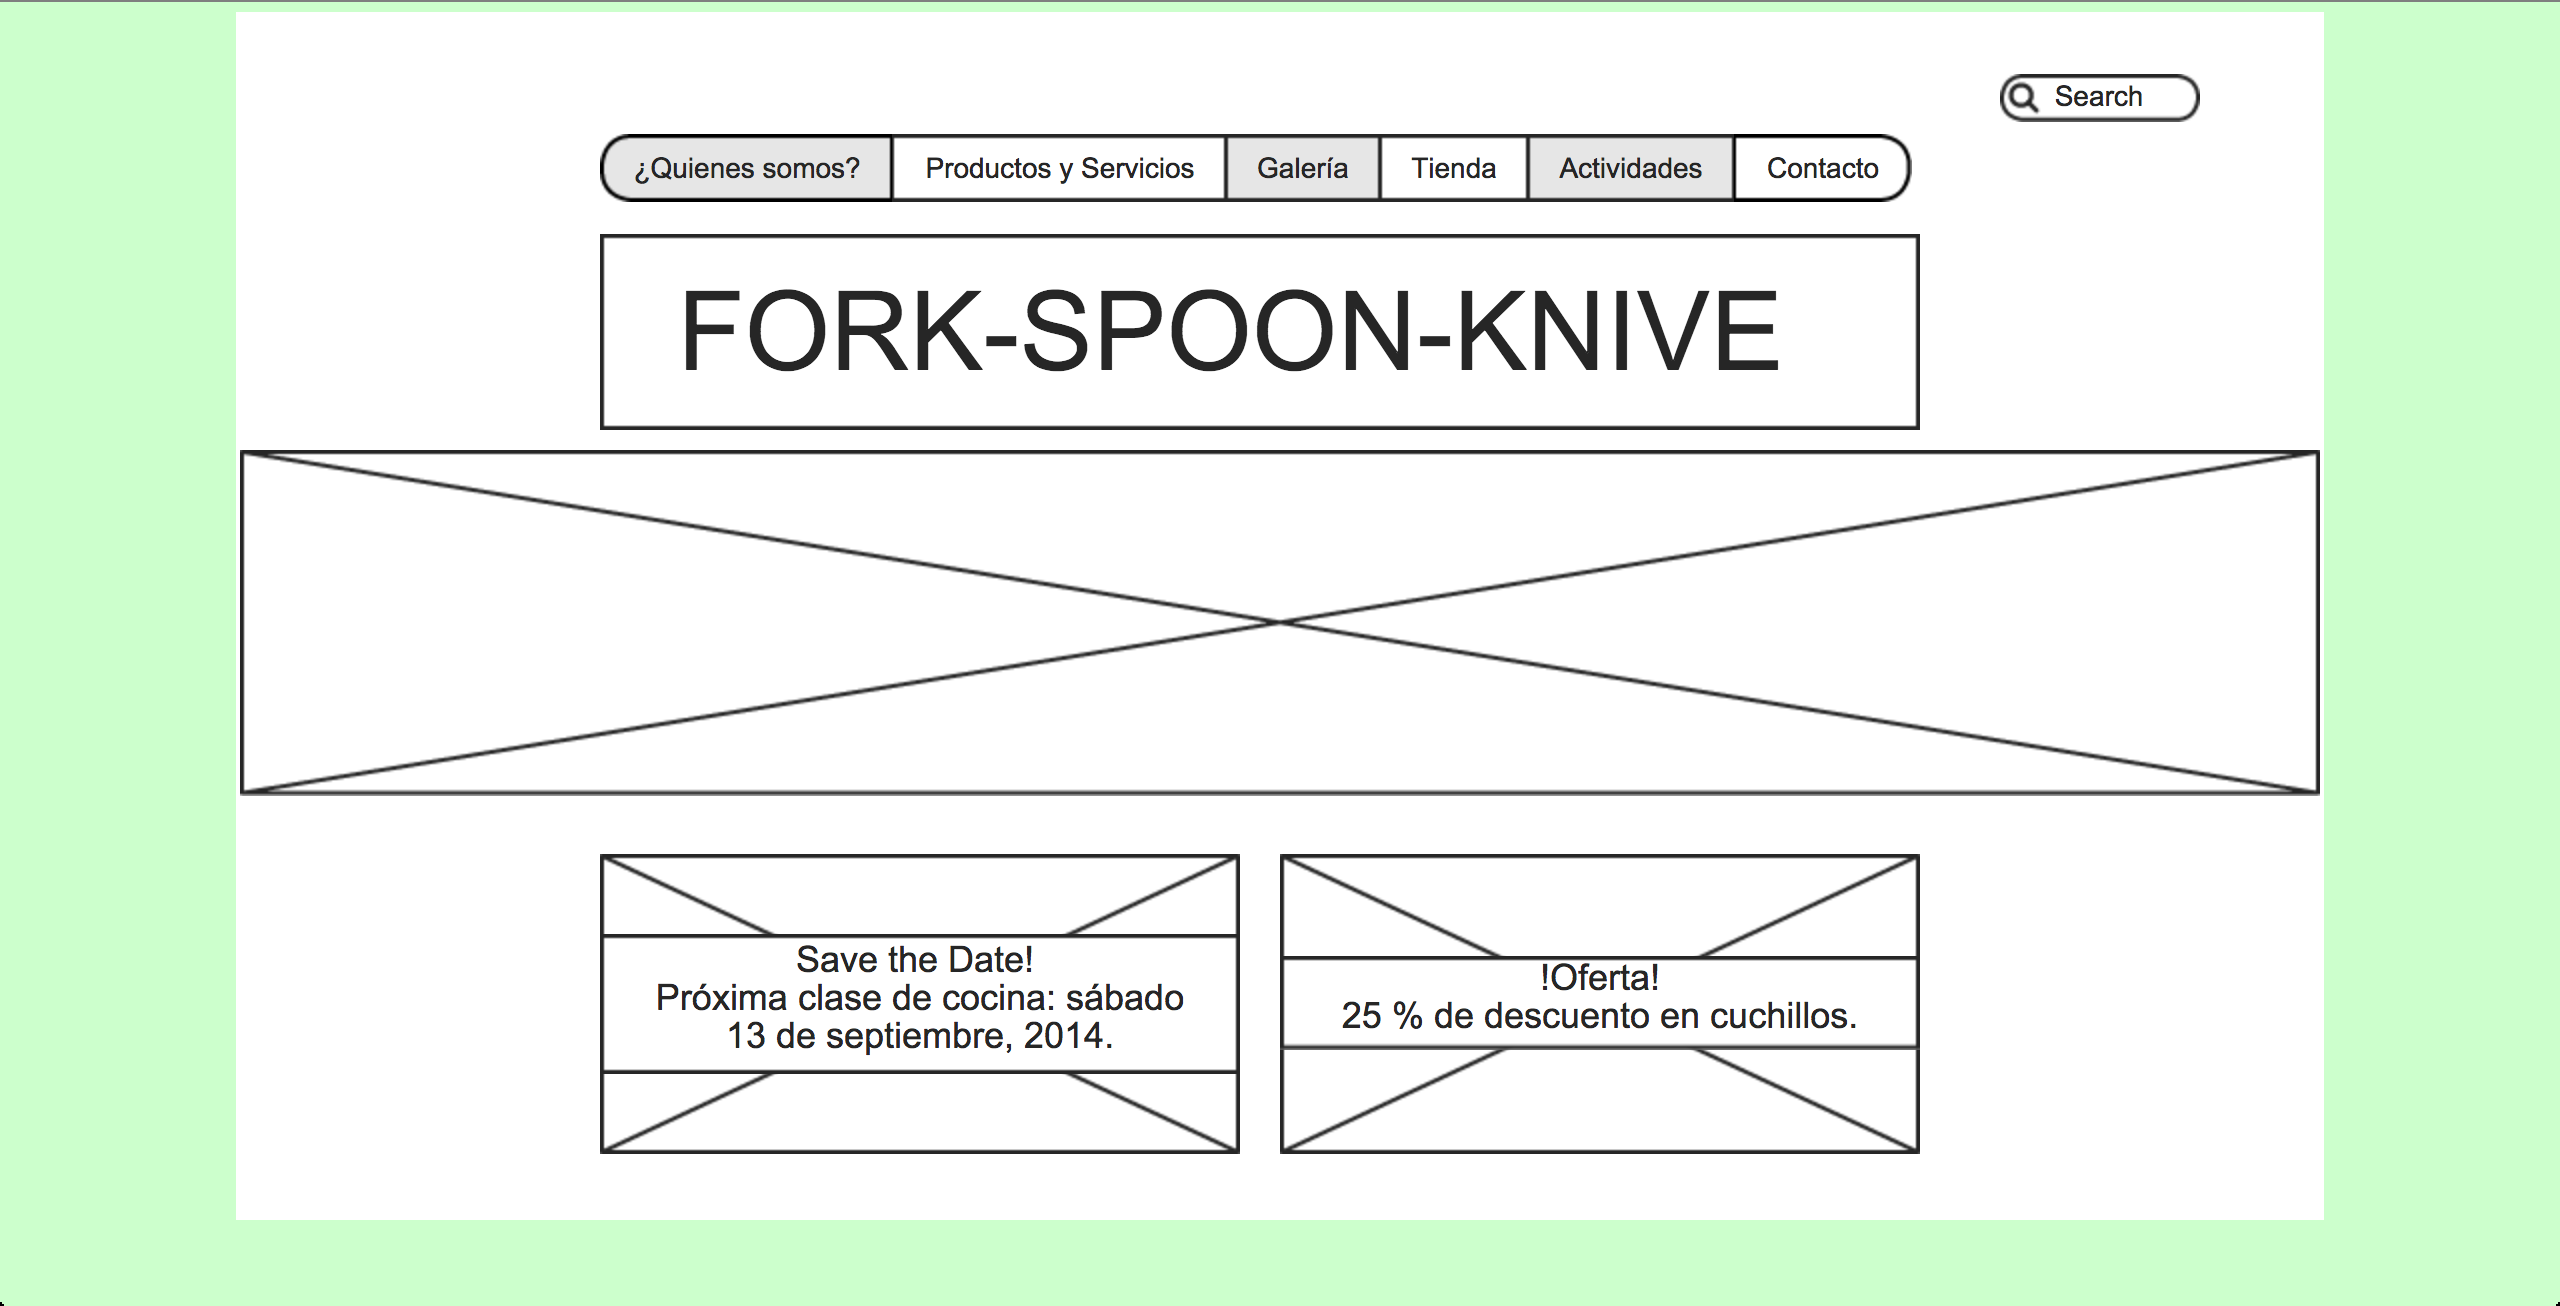 Search
¿Quienes somos? Productos y Servicios Galería Tienda Actividades Contacto
FORK-SPOON-KNIVE
Save the Date!
Próxima clase de cocina: sábado
13 de septiembre, 2014.
!Oferta!
25 % de descuento en cuchillos.